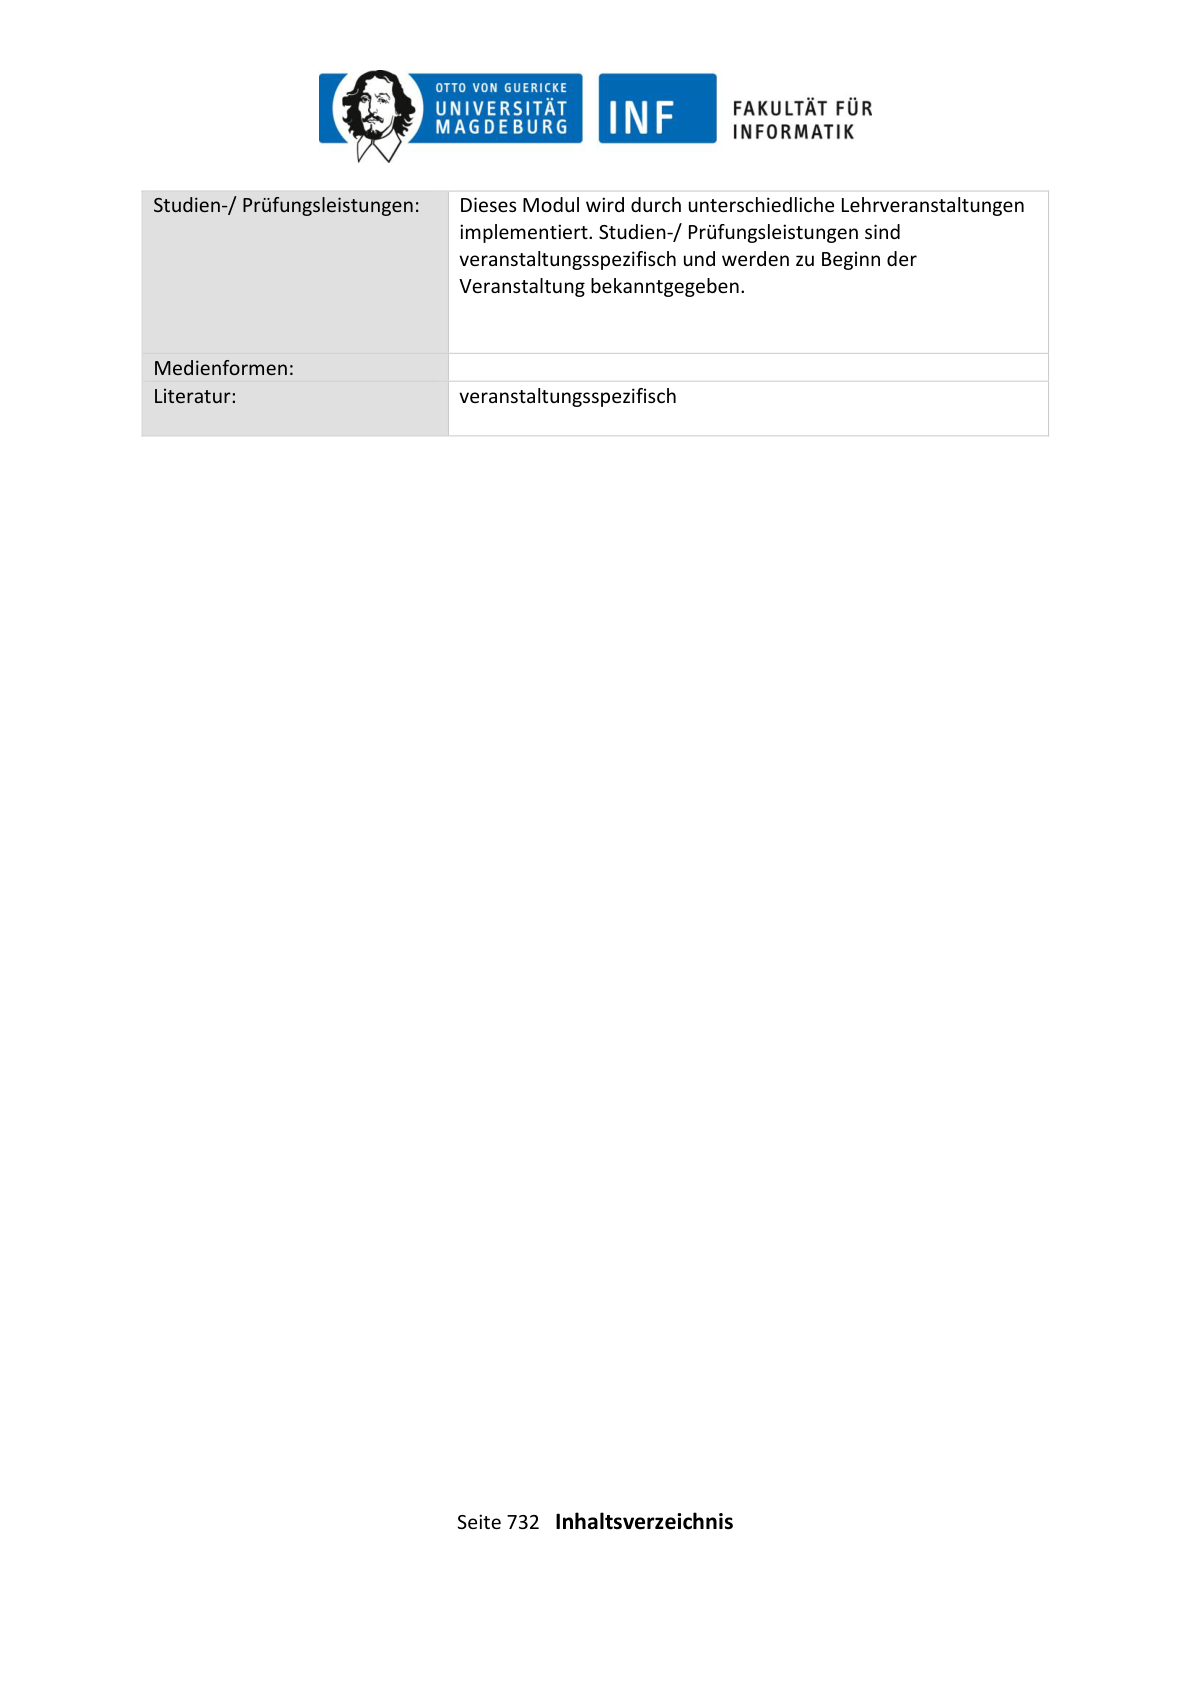 OTTO VON GUERICKE
UNIVERSITÄT
MAGDEBURG
INF
FAKULTÄT FÜR
INFORMATIK
Studien-/ Prüfungsleistungen:
Dieses Modul wird durch unterschiedliche Lehrveranstaltungen
implementiert. Studien-/ Prüfungsleistungen sind
veranstaltungsspezifisch und werden zu Beginn der
Veranstaltung bekanntgegeben.
Medienformen:
Literatur:
veranstaltungsspezifisch
Seite 732 Inhaltsverzeichnis